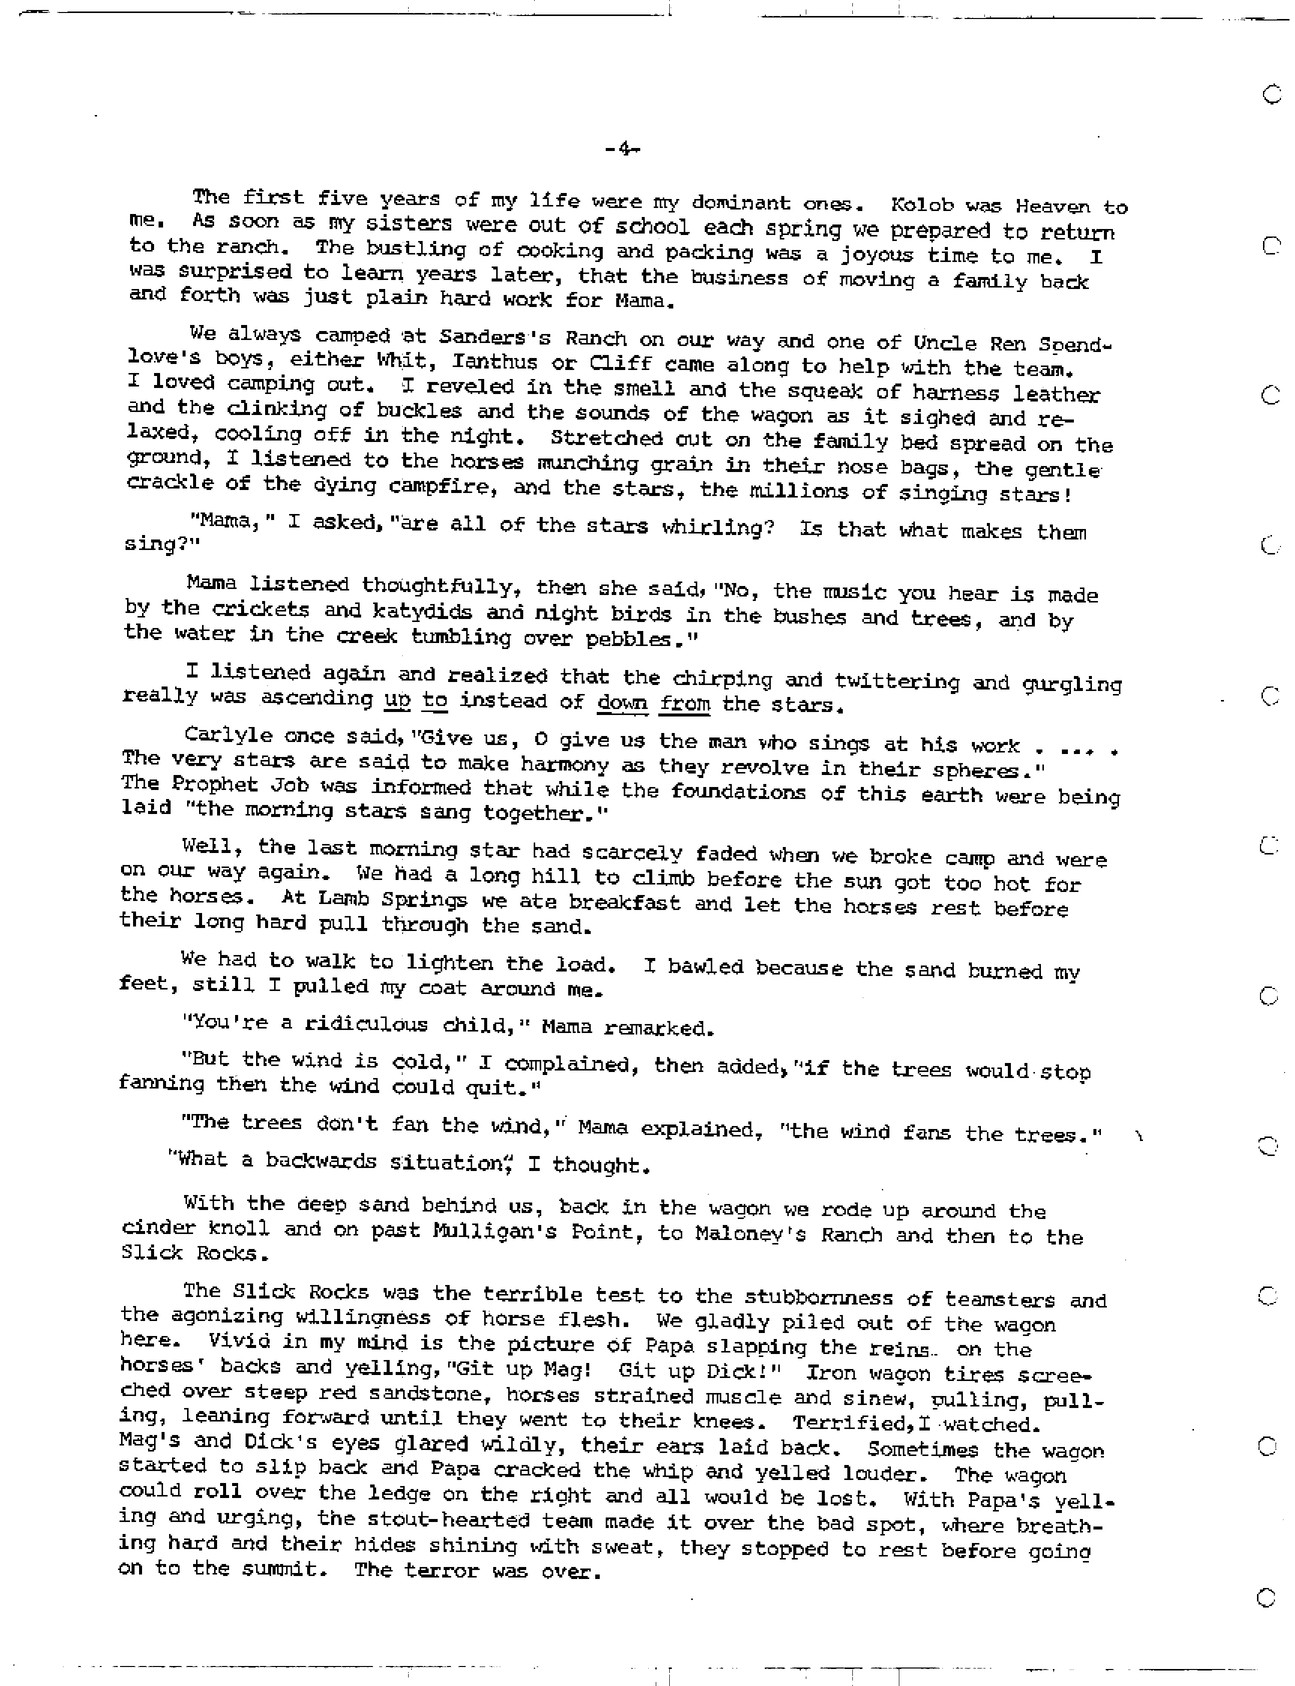 -4-
The first five years of my life were my dominant ones. Kolob was Heaven to
me. As soon as my sisters were out of school each spring we prepared to return
to the ranch. The bustling of cooking and packing was a joyous time to me. I
was surprised to learn years later, that the business of moving a family back
and forth was just plain hard work for Mama.
We always camped at Sanders's Ranch on our way and one of Uncle Ren Spend-
love's boys, either Whit, Ianthus or Cliff came along to help with the team.
I loved camping out. I reveled in the smell and the squeak of harness leather
and the clinking of buckles and the sounds of the wagon as it sighed and re-
laxed, cooling off in the night. Stretched out on the family bed spread on the
ground, I listened to the horses munching grain in their nose bags, the gentle
crackle of the dying campfire, and the stars, the millions of singing stars!
"Mama," I asked, "are all of the stars whirling? Is that what makes them
sing?"
Mama listened thoughtfully, then she said, "No, the music you hear is made
by the crickets and katydids and night birds in the bushes and trees, and by
the water in the creek tumbling over pebbles."
I listened again and realized that the chirping and twittering and gurgling
really was ascending up to instead of down from the stars.
Carlyle once said, "Give us, O give us the man who sings at his work . ... .
The very stars are said to make harmony as they revolve in their spheres."
The Prophet Job was informed that while the foundations of this earth were being
laid "the morning stars sang together."
Well, the last morning star had scarcely faded when we broke camp and were
on our way again. We had a long hill to climb before the sun got too hot for
the horses. At Lamb Springs we ate breakfast and let the horses rest before
their long hard pull through the sand.
We had to walk to lighten the load. I bawled because the sand burned my
feet, still I pulled my coat around me.
"You're a ridiculous child," Mama remarked.
"But the wind is cold," I complained, then added, "if the trees would stop
fanning then the wind could quit."
"The trees don't fan the wind," Mama explained, "the wind fans the trees."
"What a backwards situation," I thought.
With the deep sand behind us, back in the wagon we rode up around the
cinder knoll and on past Mulligan's Point, to Maloney's Ranch and then to the
Slick Rocks.
The Slick Rocks was the terrible test to the stubbornness of teamsters and
the agonizing willingness of horse flesh. We gladly piled out of the wagon
here. Vivid in my mind is the picture of Papa slapping the reins on the
horses' backs and yelling, "Git up Mag! Git up Dick!" Iron wagon tires scree-
ched over steep red sandstone, horses strained muscle and sinew, pulling, pull-
ing, leaning forward until they went to their knees. Terrified, I watched.
Mag's and Dick's eyes glared wildly, their ears laid back. Sometimes the wagon
started to slip back and Papa cracked the whip and yelled louder. The wagon
could roll over the ledge on the right and all would be lost. With Papa's yell-
ing and urging, the stout-hearted team made it over the bad spot, where breath-
ing hard and their hides shining with sweat, they stopped to rest before going
on to the summit. The terror was over.